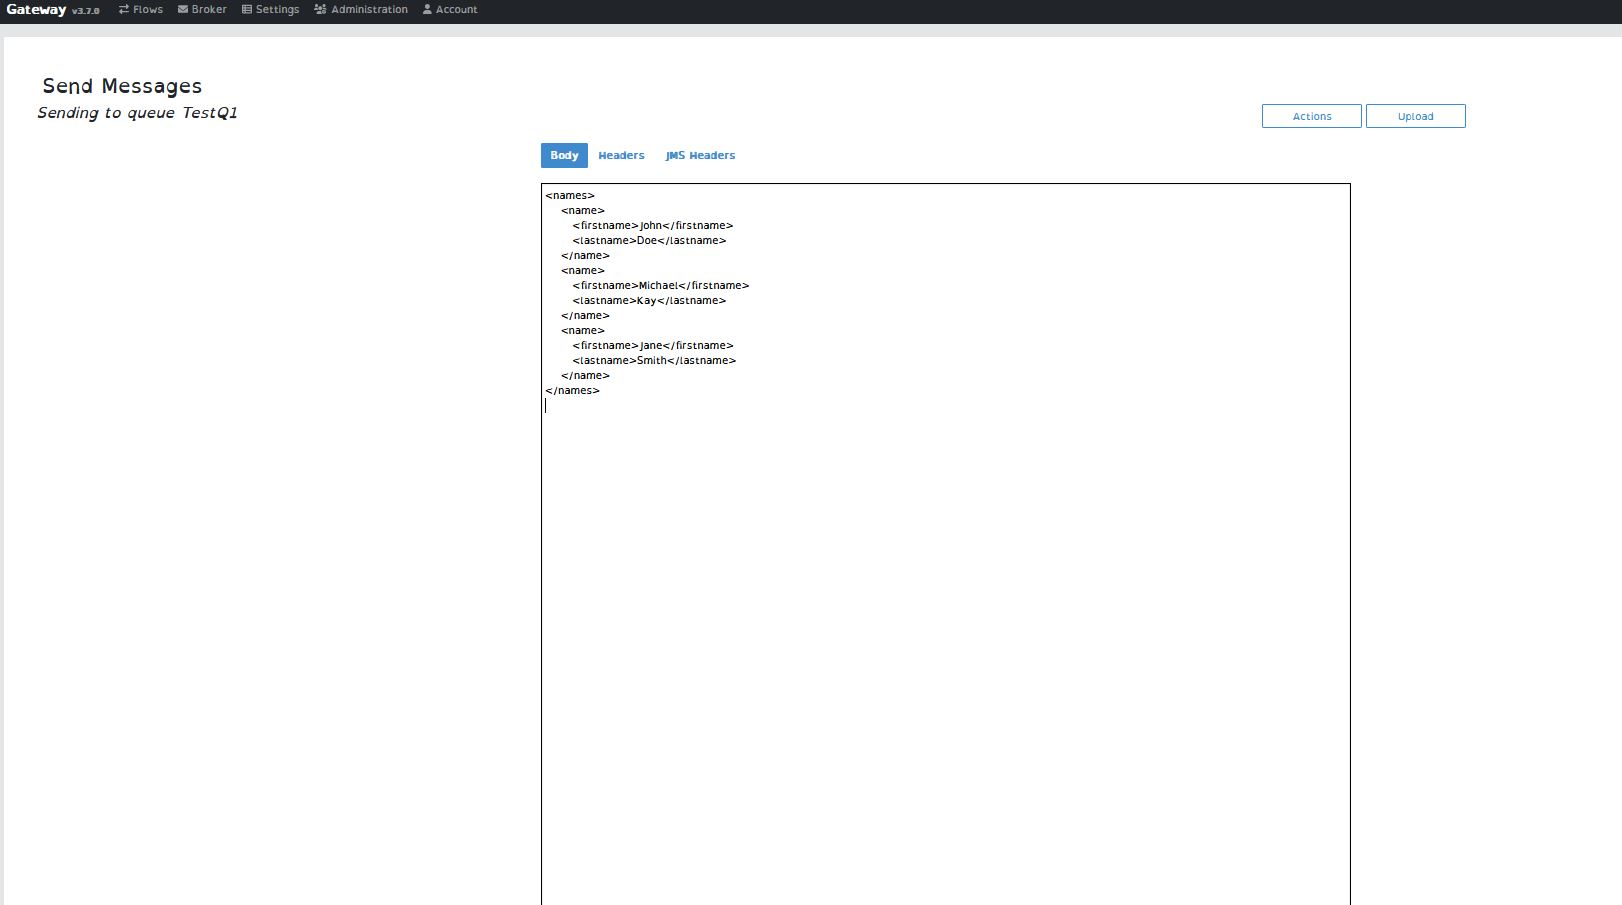 Gateway v3.7.0 Flows Broker Settings Administration Account
Send Messages
Sending to queue TestQ1
Actions Upload
Body Headers JMS Headers
<names>
<name>
<firstname>John</firstname>
<lastname>Doe</lastname>
</name>
<name>
<firstname>Michael</firstname>
<lastname>Kay</lastname>
</name>
<name>
<firstname>Jane</firstname>
<lastname>Smith</lastname>
</name>
</names>